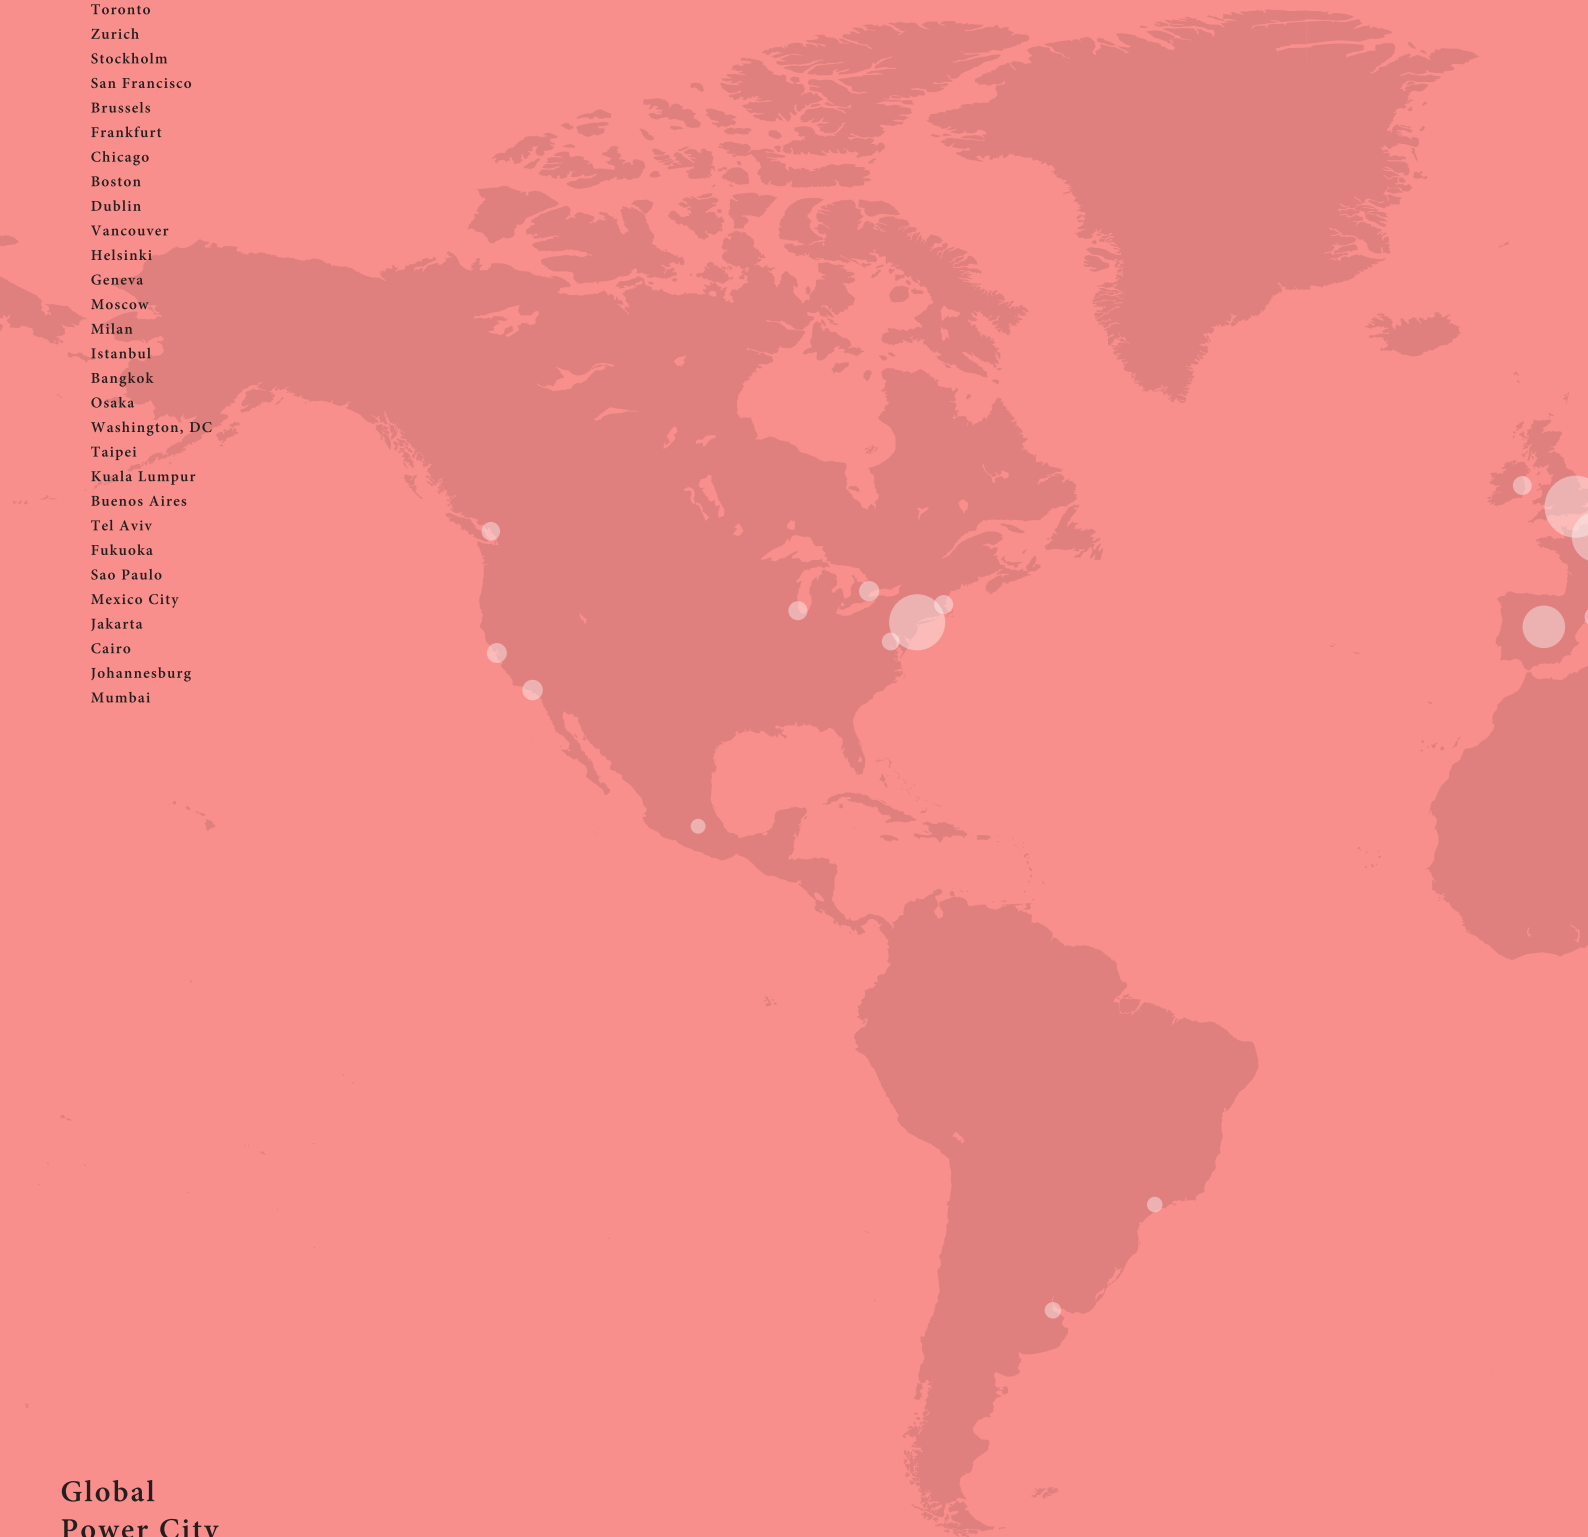 Toronto
Zurich
Stockholm
San Francisco
Brussels
Frankfurt
Chicago
Boston
Dublin
Vancouver
Helsinki
Geneva
Moscow
Milan
Istanbul
Bangkok
Osaka
Washington, DC
Taipei
Kuala Lumpur
Buenos Aires
Tel Aviv
Fukuoka
Sao Paulo
Mexico City
Jakarta
Cairo
Johannesburg
Mumbai
Global
Power City